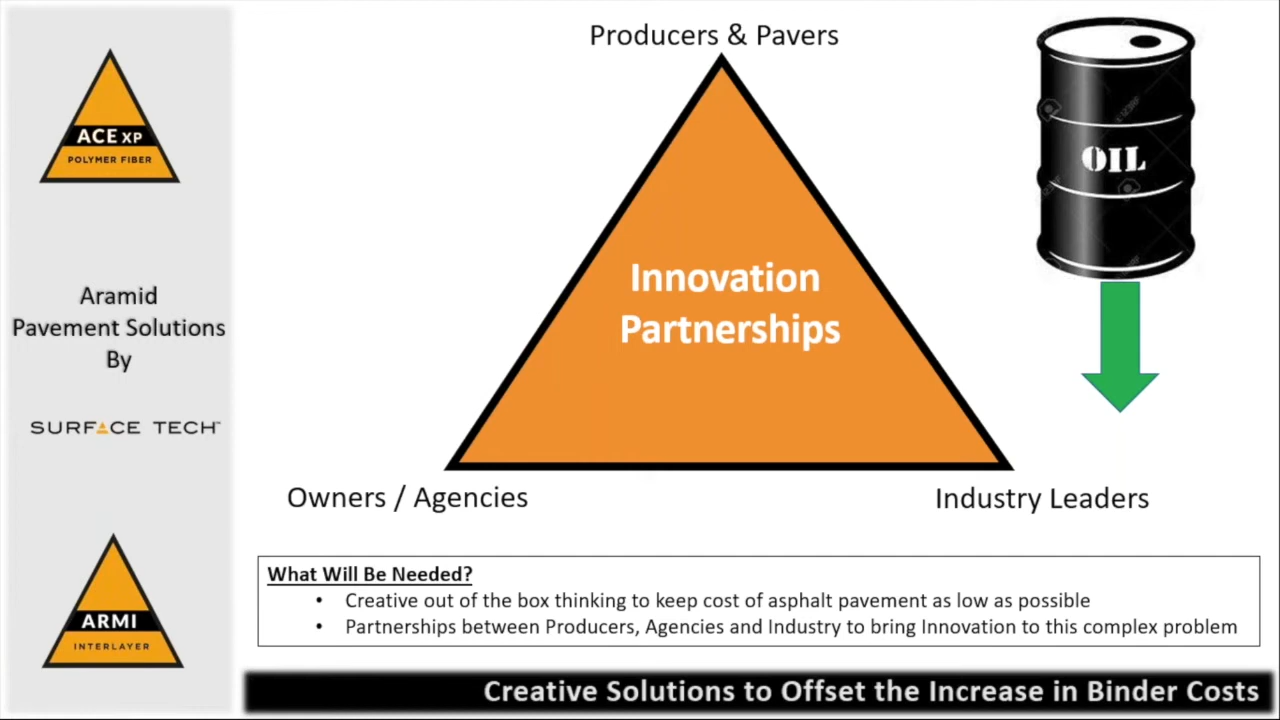 Producers & Pavers
ACE XP
POLYMER FIBER
OIL
Innovation
Partnerships
Aramid
Pavement Solutions
By
SURFACE TECH™
Owners / Agencies
Industry Leaders
ARMI
INTERLAYER
What Will Be Needed?
• Creative out of the box thinking to keep cost of asphalt pavement as low as possible
• Partnerships between Producers, Agencies and Industry to bring Innovation to this complex problem
Creative Solutions to Offset the Increase in Binder Costs